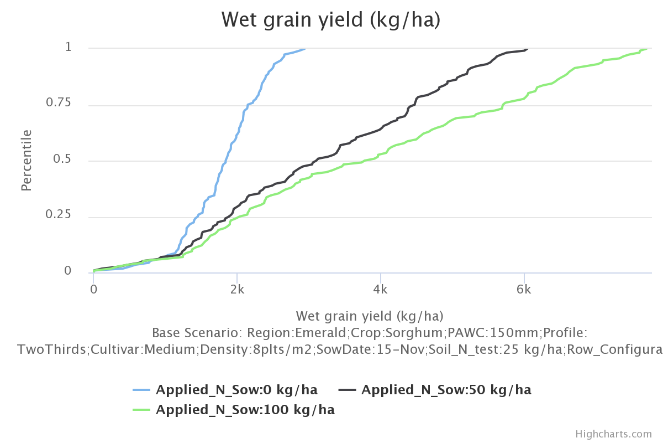 Wet grain yield (kg/ha)
1
0.75
0.5
0.25
0
Percentile
0 2k 4k 6k
Wet grain yield (kg/ha)
Base Scenario: Region:Emerald;Crop:Sorghum;PAWC:150mm;Profile:
TwoThirds;Cultivar:Medium;Density:8plts/m2;SowDate:15-Nov;Soil_N_test:25 kg/ha;Row_Configura
Applied_N_Sow:0 kg/ha Applied_N_Sow:50 kg/ha
Applied_N_Sow:100 kg/ha
Highcharts.com